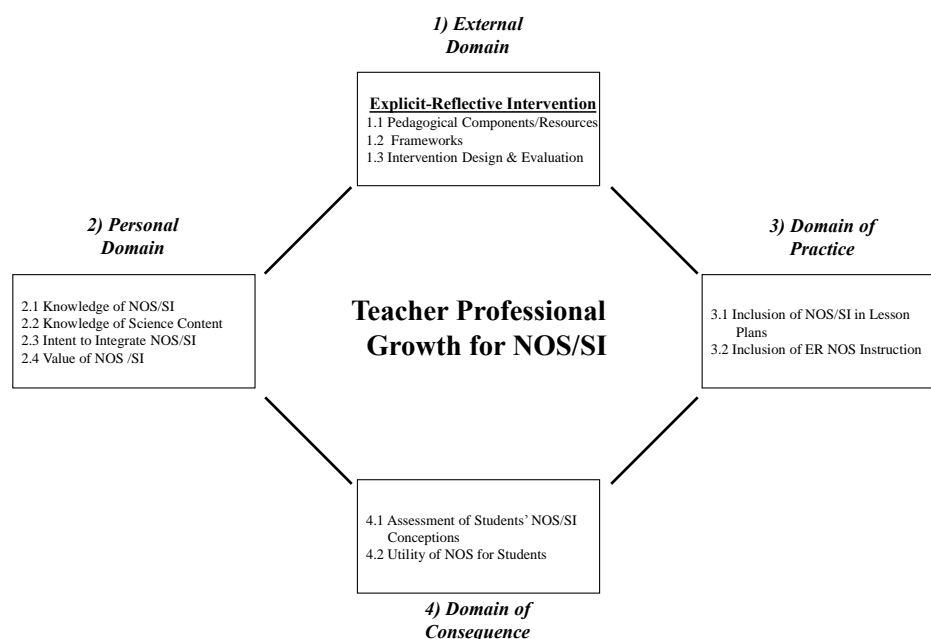 1) External
Domain
Explicit-Reflective Intervention
1.1 Pedagogical Components/Resources
1.2 Frameworks
1.3 Intervention Design & Evaluation
2) Personal
Domain
2.1 Knowledge of NOS/SI
2.2 Knowledge of Science Content
2.3 Intent to Integrate NOS/SI
2.4 Value of NOS /SI
Teacher Professional
Growth for NOS/SI
3) Domain of
Practice
3.1 Inclusion of NOS/SI in Lesson
Plans
3.2 Inclusion of ER NOS Instruction
4.1 Assessment of Students’ NOS/SI
Conceptions
4.2 Utility of NOS for Students
4) Domain of
Consequence